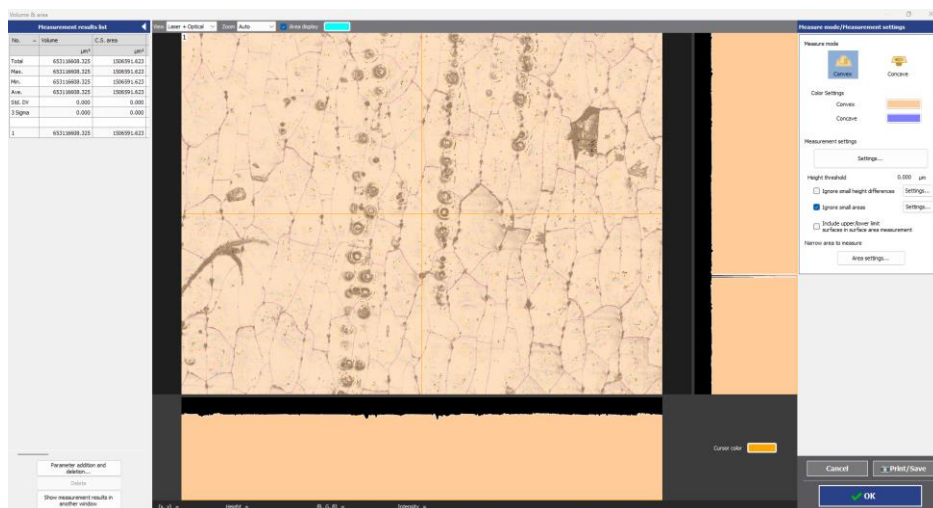 Volume & area
Measurement results list
No. Volume C.S. area
µm³ µm²
Total 653116608.325 1506591.623
Max. 653116608.325 1506591.623
Min. 653116608.325 1506591.623
Ave. 653116608.325 1506591.623
Std. DV 0.000 0.000
3 Sigma 0.000 0.000
1 653116608.325 1506591.623
Parameter addition and
deletion...
Delete
Show measurement results in
another window
View Laser + Optical Zoom Auto Area display
1
Cursor color
(x, y) = Height = (R, G, B) = Intensity =
Measure mode/Measurement settings
Measure mode
Convex Concave
Color Settings
Convex
Concave
Measurement settings
Settings...
Height threshold 0.000 µm
Ignore small height differences Settings...
Ignore small areas Settings...
Include upper/lower limit
surfaces in surface area measurement
Narrow area to measure
Area settings...
Cancel Print/Save
OK